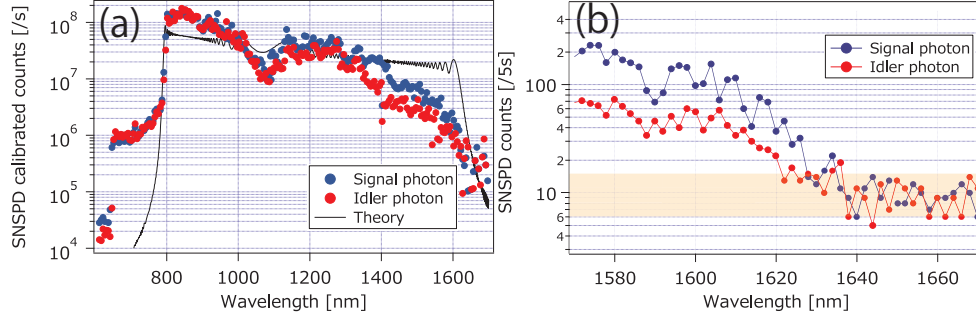 (a)
SNSPD calibrated counts [/s]
10^8
10^7
10^6
10^5
10^4
Signal photon
Idler photon
Theory
800
1000
1200
1400
1600
Wavelength [nm]
(b)
SNSPD counts [/5s]
4
2
100
6
4
2
10
6
4
Signal photon
Idler photon
1580
1600
1620
1640
1660
Wavelength [nm]